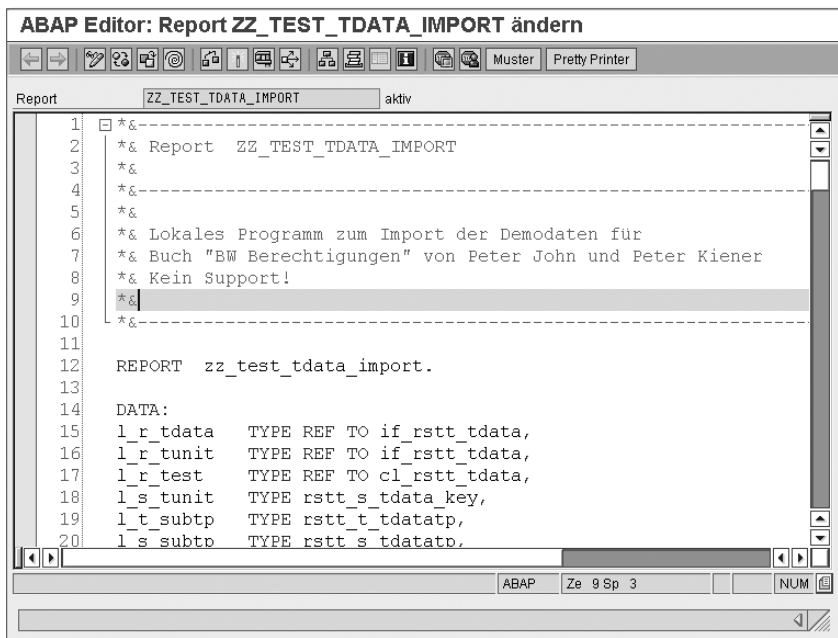 ABAP Editor: Report ZZ_TEST_TDATA_IMPORT ändern
Muster Pretty Printer
Report ZZ_TEST_TDATA_IMPORT aktiv
1 *&---------------------------------------------------------------------
2 *& Report  ZZ_TEST_TDATA_IMPORT
3 *&
4 *&---------------------------------------------------------------------
5 *&
6 *& Lokales Programm zum Import der Demodaten für
7 *& Buch "BW Berechtigungen" von Peter John und Peter Kiener
8 *& Kein Support!
9 *&
10 *&---------------------------------------------------------------------
11
12 REPORT  zz_test_tdata_import.
13
14 DATA:
15 l_r_tdata   TYPE REF TO if_rstt_tdata,
16 l_r_tunit   TYPE REF TO if_rstt_tdata,
17 l_r_test    TYPE REF TO cl_rstt_tdata,
18 l_s_tunit   TYPE rstt_s_tdata_key,
19 l_t_subtp   TYPE rstt_t_tdatatp,
20 l_s_subtp   TYPE rstt_s_tdatatp,
ABAP Ze 9 Sp 3 NUM